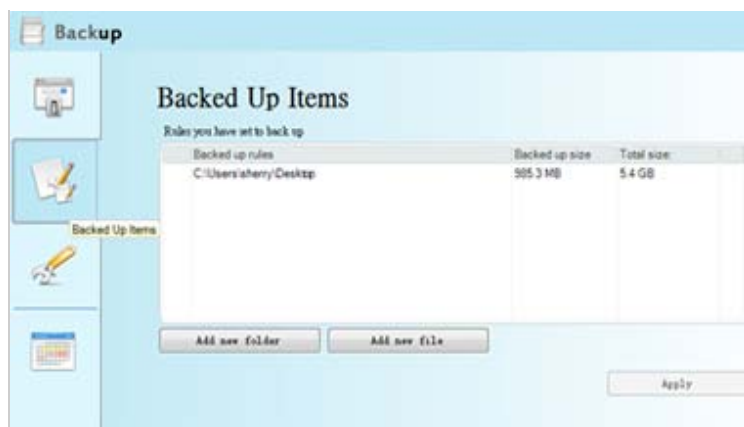 Backup
Backed Up Items
Rules you have set to back up
Backed up rules Backed up size Total size
C:\Users\sherry\Desktop 985.3 MB 5.4 GB
Backed Up Items
Add new folder Add new file
Apply